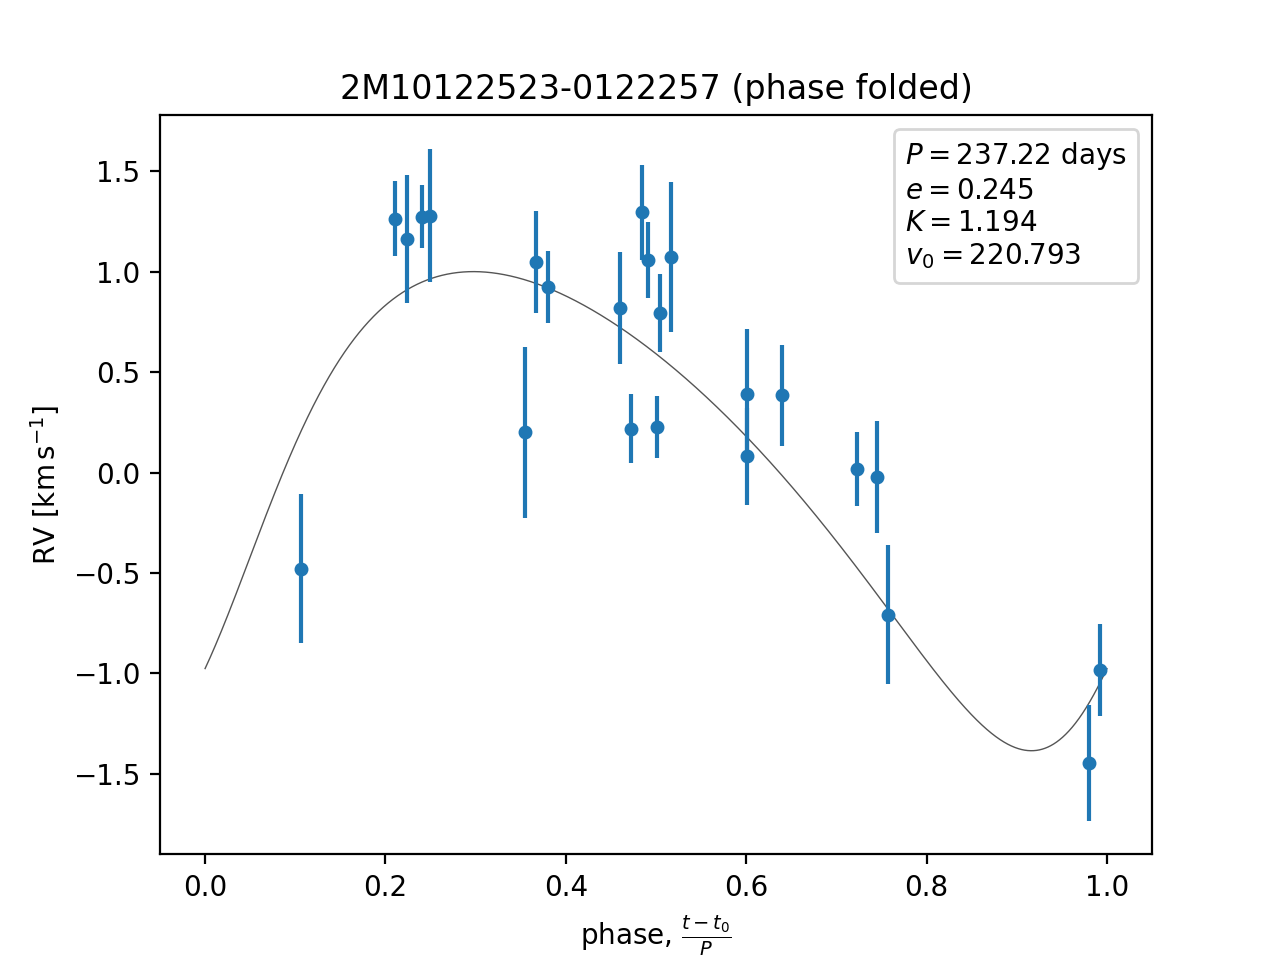 2M10122523-0122257 (phase folded)
P = 237.22 days
e = 0.245
K = 1.194
v₀ = 220.793
RV [km s⁻¹]
1.5
1.0
0.5
0.0
−0.5
−1.0
−1.5
0.0 0.2 0.4 0.6 0.8 1.0
phase, (t − t₀)/P